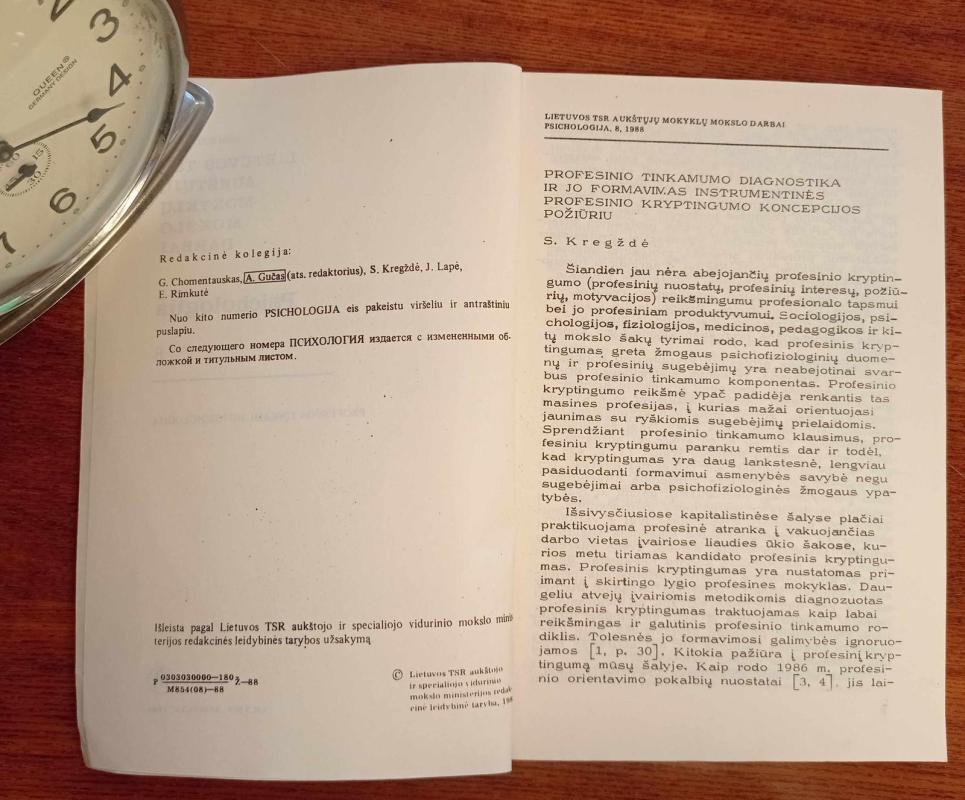 2
3
4
5
6
7
QUEEN®
GERMANY DESIGN
60
15
30
Redakcinė kolegija:
G. Chomentauskas, A. Gučas (ats. redaktorius), S. Kregždė, J. Lapė,
E. Rimkutė
Nuo kito numerio PSICHOLOGIJA eis pakeistu viršeliu ir antraštiniu
puslapiu.
Со следующего номера ПСИХОЛОГИЯ издается с измененными об-
ложкой и титульным листом.
Išleista pagal Lietuvos TSR aukštojo ir specialiojo vidurinio mokslo minis
terijos redakcinės leidybinės tarybos užsakymą
P 0303030000—180 Ž—88
M854(08)—88
© Lietuvos TSR aukštojo
ir specialiojo vidurinio
mokslo ministerijos redak
cinė leidybinė taryba, 198
LIETUVOS TSR AUKŠTŲJŲ MOKYKLŲ MOKSLO DARBAI
PSICHOLOGIJA, 8, 1988
PROFESINIO TINKAMUMO DIAGNOSTIKA
IR JO FORMAVIMAS INSTRUMENTINĖS
PROFESINIO KRYPTINGUMO KONCEPCIJOS
POŽIŪRIU
S. Kregždė
Šiandien jau nėra abejojančių profesinio kryptin-
gumo (profesinių nuostatų, profesinių interesų, požiū-
rių, motyvacijos) reikšmingumu profesionalo tapsmui
bei jo profesiniam produktyvumui. Sociologijos, psi-
chologijos, fiziologijos, medicinos, pedagogikos ir ki-
tų mokslo šakų tyrimai rodo, kad profesinis kryp-
tingumas greta žmogaus psichofiziologinių duome-
nų ir profesinių sugebėjimų yra neabejotinai svar-
bus profesinio tinkamumo komponentas. Profesinio
kryptingumo reikšmė ypač padidėja renkantis tas
masines profesijas, į kurias mažai orientuojasi
jaunimas su ryškiomis sugebėjimų prielaidomis.
Sprendžiant profesinio tinkamumo klausimus, pro-
fesiniu kryptingumu paranku remtis dar ir todėl,
kad kryptingumas yra daug lankstesnė, lengviau
pasiduodanti formavimui asmenybės savybė negu
sugebėjimai arba psichofiziologinės žmogaus ypa-
tybės.
Išsivysčiusiose kapitalistinėse šalyse plačiai
praktikuojama profesinė atranka į vakuojančias
darbo vietas įvairiose liaudies ūkio šakose, ku-
rios metu tiriamas kandidato profesinis kryptingu-
mas. Profesinis kryptingumas yra nustatomas pri-
imant į skirtingo lygio profesines mokyklas. Dau-
geliu atvejų įvairiomis metodikomis diagnozuotas
profesinis kryptingumas traktuojamas kaip labai
reikšmingas ir galutinis profesinio tinkamumo ro-
diklis. Tolesnės jo formavimosi galimybės ignoruo-
jamos [1, p. 30]. Kitokia pažiūra į profesinį kryp-
tingumą mūsų šalyje. Kaip rodo 1986 m. profesi-
nio orientavimo pokalbių nuostatai [3, 4], jis lai-